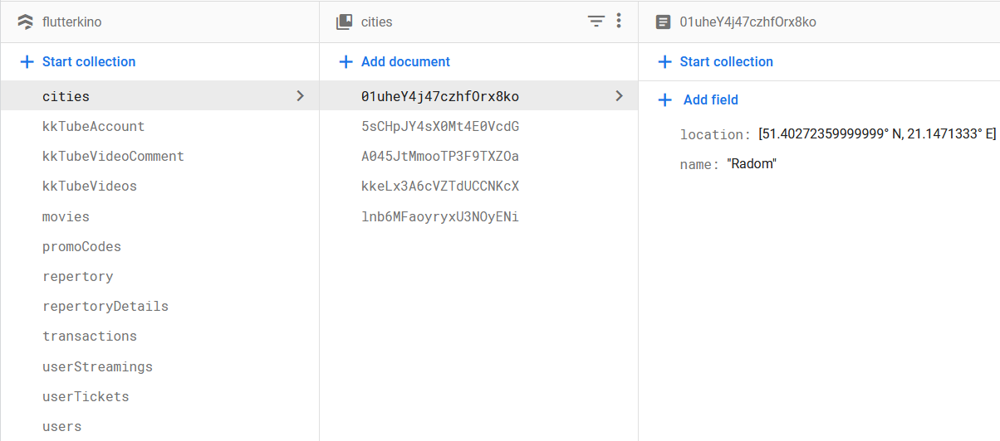 flutterkino
Start collection
cities
kkTubeAccount
kkTubeVideoComment
kkTubeVideos
movies
promoCodes
repertory
repertoryDetails
transactions
userStreamings
userTickets
users
cities
Add document
01uheY4j47czhfOrx8ko
5sCHpJY4sX0Mt4E0VcdG
A045JtMmooTP3F9TXZOa
kkeLx3A6cVZTdUCCNKcX
lnb6MFaoyryxU3NOyENi
01uheY4j47czhfOrx8ko
Start collection
Add field
location: [51.40272359999999° N, 21.1471333° E]
name: "Radom"